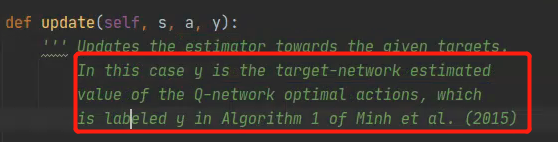 def update(self, s, a, y):
''' Updates the estimator towards the given targets.
In this case y is the target-network estimated
value of the Q-network optimal actions, which
is labeled y in Algorithm 1 of Minh et al. (2015)